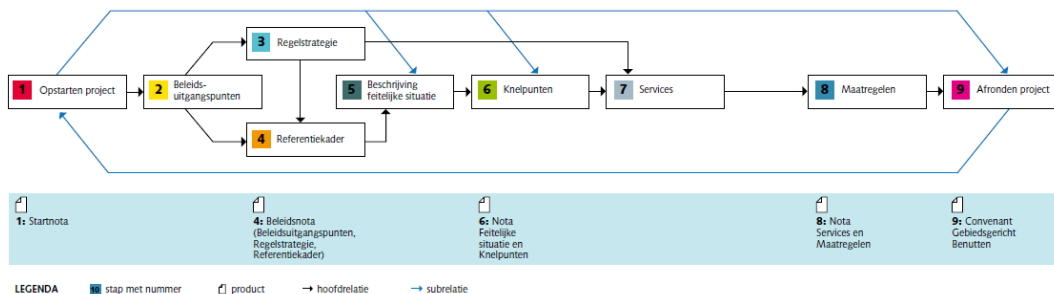 3 Regelstrategie
1 Opstarten project
2 Beleids-
uitgangspunten
5 Beschrijving
feitelijke situatie
6 Knelpunten
7 Services
8 Maatregelen
9 Afronden project
4 Referentiekader
1: Startnota
4: Beleidsnota
(Beleidsuitgangspunten,
Regelstrategie,
Referentiekader)
6: Nota
Feitelijke
situatie en
Knelpunten
8: Nota
Services en
Maatregelen
9: Convenant
Gebiedsgericht
Benutten
LEGENDA 10 stap met nummer product hoofdrelatie subrelatie